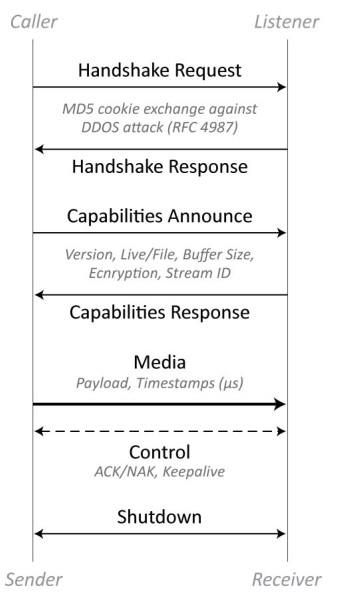 Caller Listener
Handshake Request
MD5 cookie exchange against
DDOS attack (RFC 4987)
Handshake Response
Capabilities Announce
Version, Live/File, Buffer Size,
Ecnryption, Stream ID
Capabilities Response
Media
Payload, Timestamps (µs)
Control
ACK/NAK, Keepalive
Shutdown
Sender Receiver